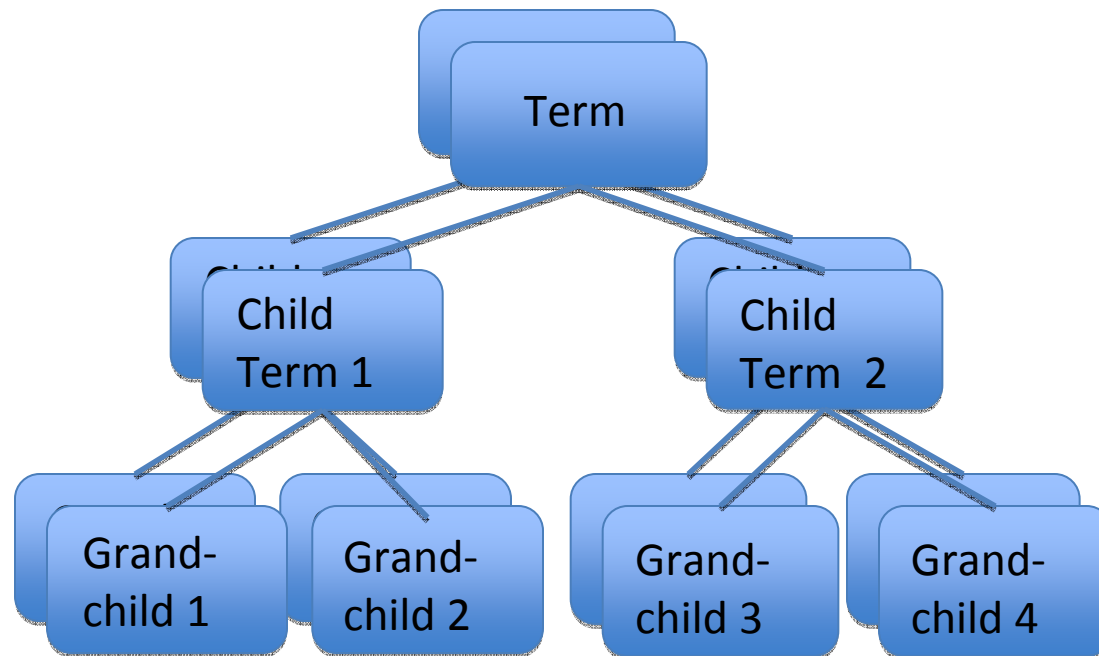 Term
Child
Term 1
Child
Term  2
Grand-
child 1
Grand-
child 2
Grand-
child 3
Grand-
child 4